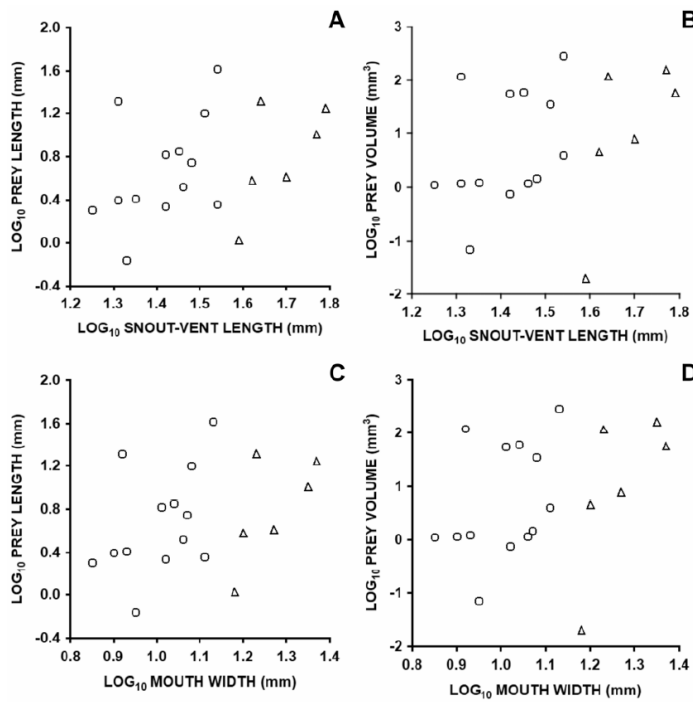 A
LOG10 PREY LENGTH (mm)
2.0
1.6
1.2
0.8
0.4
0.0
-0.4
1.2 1.3 1.4 1.5 1.6 1.7 1.8
LOG10 SNOUT-VENT LENGTH (mm)
B
LOG10 PREY VOLUME (mm³)
3
2
1
0
-1
-2
1.2 1.3 1.4 1.5 1.6 1.7 1.8
LOG10 SNOUT-VENT LENGTH (mm)
C
LOG10 PREY LENGTH (mm)
2.0
1.6
1.2
0.8
0.4
0.0
-0.4
0.8 0.9 1.0 1.1 1.2 1.3 1.4
LOG10 MOUTH WIDTH (mm)
D
LOG10 PREY VOLUME (mm³)
3
2
1
0
-1
-2
0.8 0.9 1.0 1.1 1.2 1.3 1.4
LOG10 MOUTH WIDTH (mm)